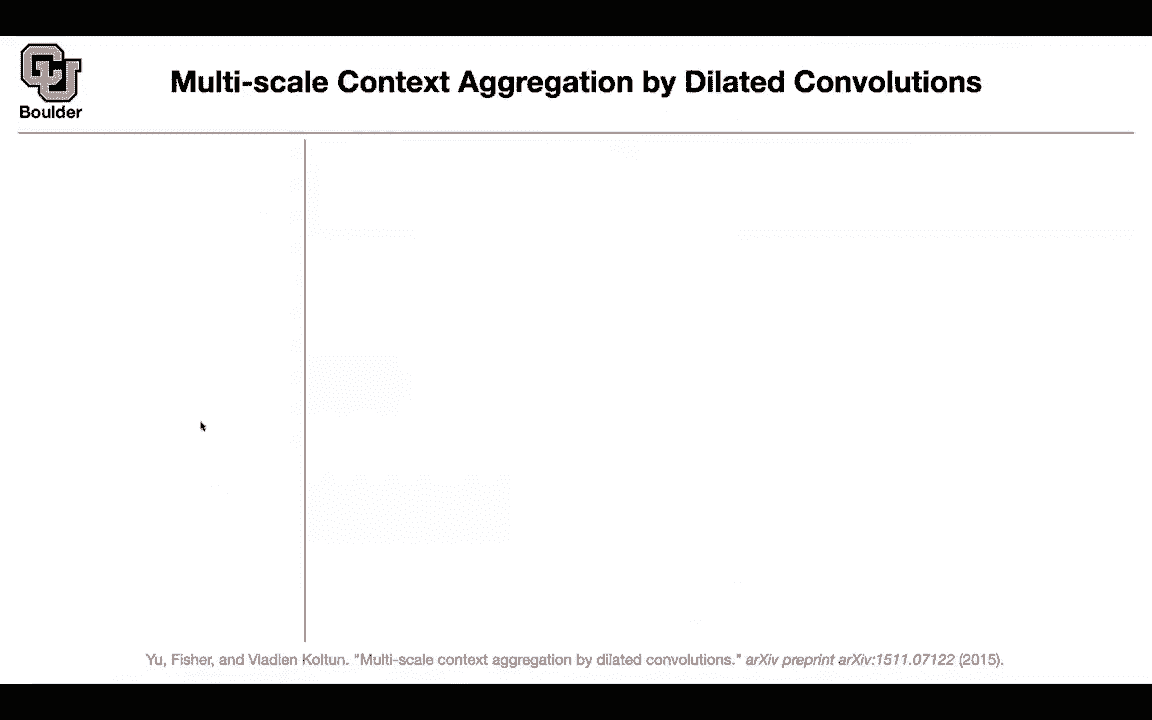 Boulder
Multi-scale Context Aggregation by Dilated Convolutions
Yu, Fisher, and Vladlen Koltun. "Multi-scale context aggregation by dilated convolutions." arXiv preprint arXiv:1511.07122 (2015).